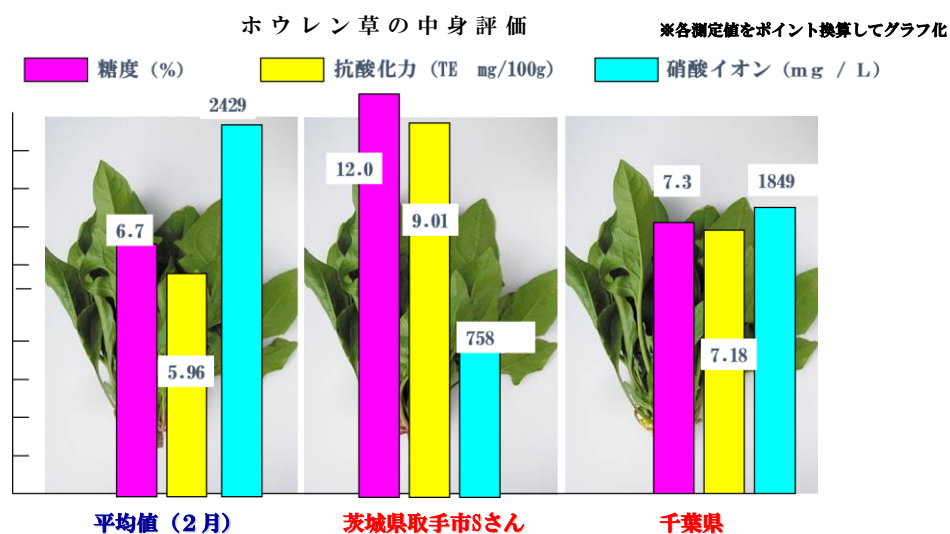 ホウレン草の中身評価
※各測定値をポイント換算してグラフ化
糖度（%） 抗酸化力（TE mg/100g） 硝酸イオン（mg / L）
2429
12.0
7.3
1849
6.7
9.01
758
7.18
5.96
平均値（２月） 茨城県取手市Sさん 千葉県